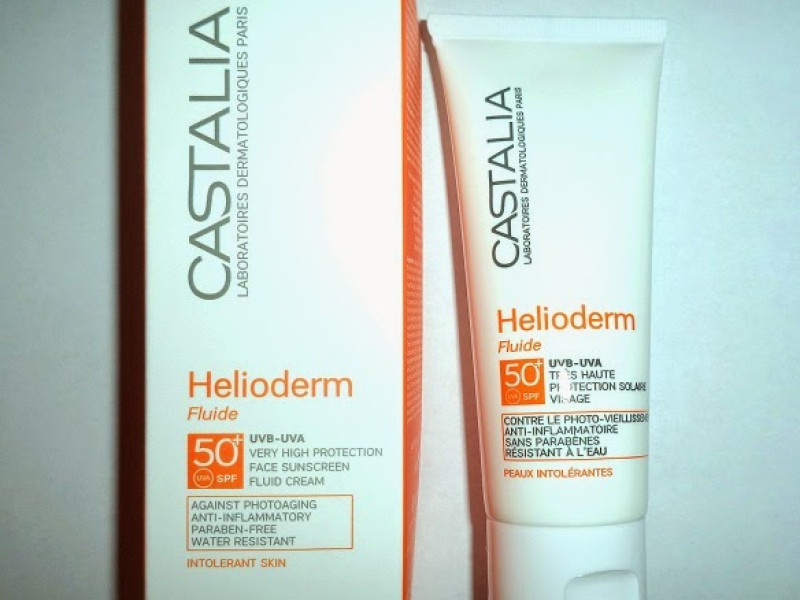 CASTALIA
LABORATOIRES DERMATOLOGIQUES PARIS
Helioderm
Fluide
50+
UVA SPF
UVB-UVA
VERY HIGH PROTECTION
FACE SUNSCREEN
FLUID CREAM
AGAINST PHOTOAGING
ANTI-INFLAMMATORY
PARABEN-FREE
WATER RESISTANT
INTOLERANT SKIN
CASTALIA
LABORATOIRES DERMATOLOGIQUES PARIS
Helioderm
Fluide
50+
UVA SPF
UVB-UVA
TRÈS HAUTE
PROTECTION SOLAIRE
VISAGE
CONTRE LE PHOTO-VIEILLISSEME
ANTI-INFLAMMATOIRE
SANS PARABÈNES
RÉSISTANT À L'EAU
PEAUX INTOLÉRANTES